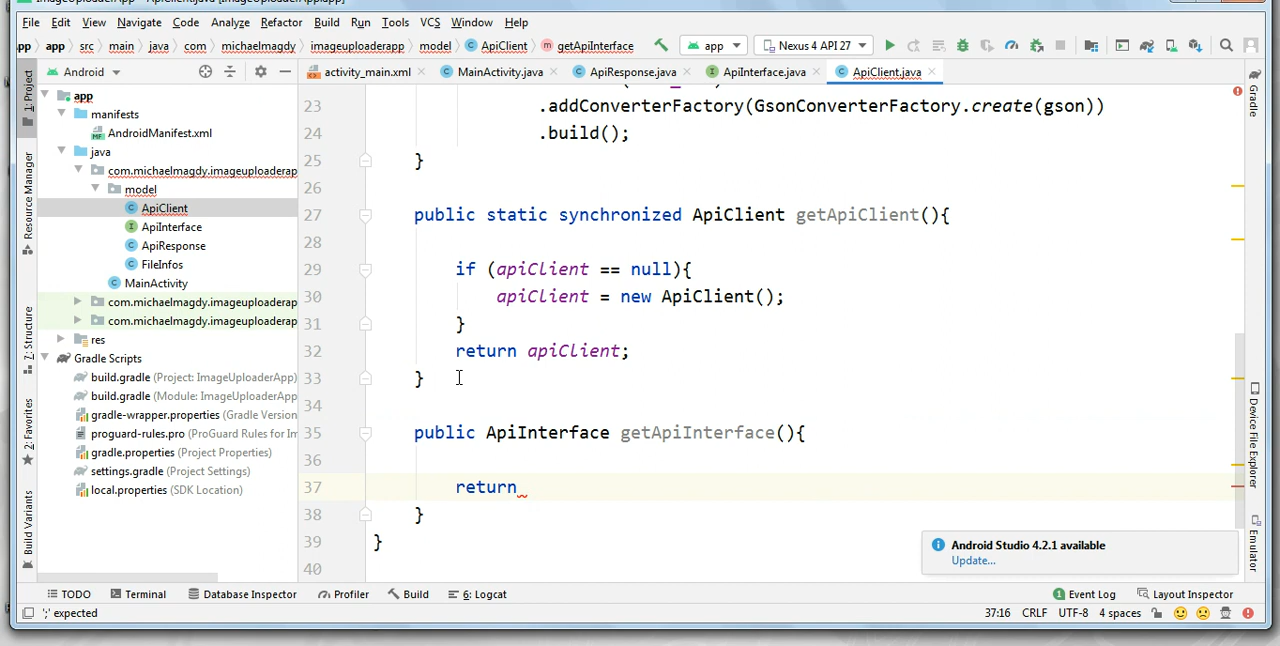 File Edit View Navigate Code Analyze Refactor Build Run Tools VCS Window Help
app src main java com michaelmagdy imageuploaderapp model ApiClient getApiInterface app Nexus 4 API 27
1: Project Android activity_main.xml MainActivity.java ApiResponse.java ApiInterface.java ApiClient.java Gradle
app
manifests
AndroidManifest.xml
java
com.michaelmagdy.imageuploaderap
model
ApiClient
ApiInterface
ApiResponse
FileInfos
MainActivity
com.michaelmagdy.imageuploaderap
com.michaelmagdy.imageuploaderap
res
Gradle Scripts
build.gradle (Project: ImageUploaderApp)
build.gradle (Module: ImageUploaderApp
gradle-wrapper.properties (Gradle Version
proguard-rules.pro (ProGuard Rules for Im
gradle.properties (Project Properties)
settings.gradle (Project Settings)
local.properties (SDK Location)
Resource Manager
7: Structure
2: Favorites
Build Variants
23 .addConverterFactory(GsonConverterFactory.create(gson))
24 .build();
25 }
26
27 public static synchronized ApiClient getApiClient(){
28
29 if (apiClient == null){
30 apiClient = new ApiClient();
31 }
32 return apiClient;
33 }
34
35 public ApiInterface getApiInterface(){
36
37 return
38 }
39 }
40
Device File Explorer
Emulator
Android Studio 4.2.1 available
Update...
TODO Terminal Database Inspector Profiler Build 6: Logcat 1 Event Log Layout Inspector
';' expected 37:16 CRLF UTF-8 4 spaces